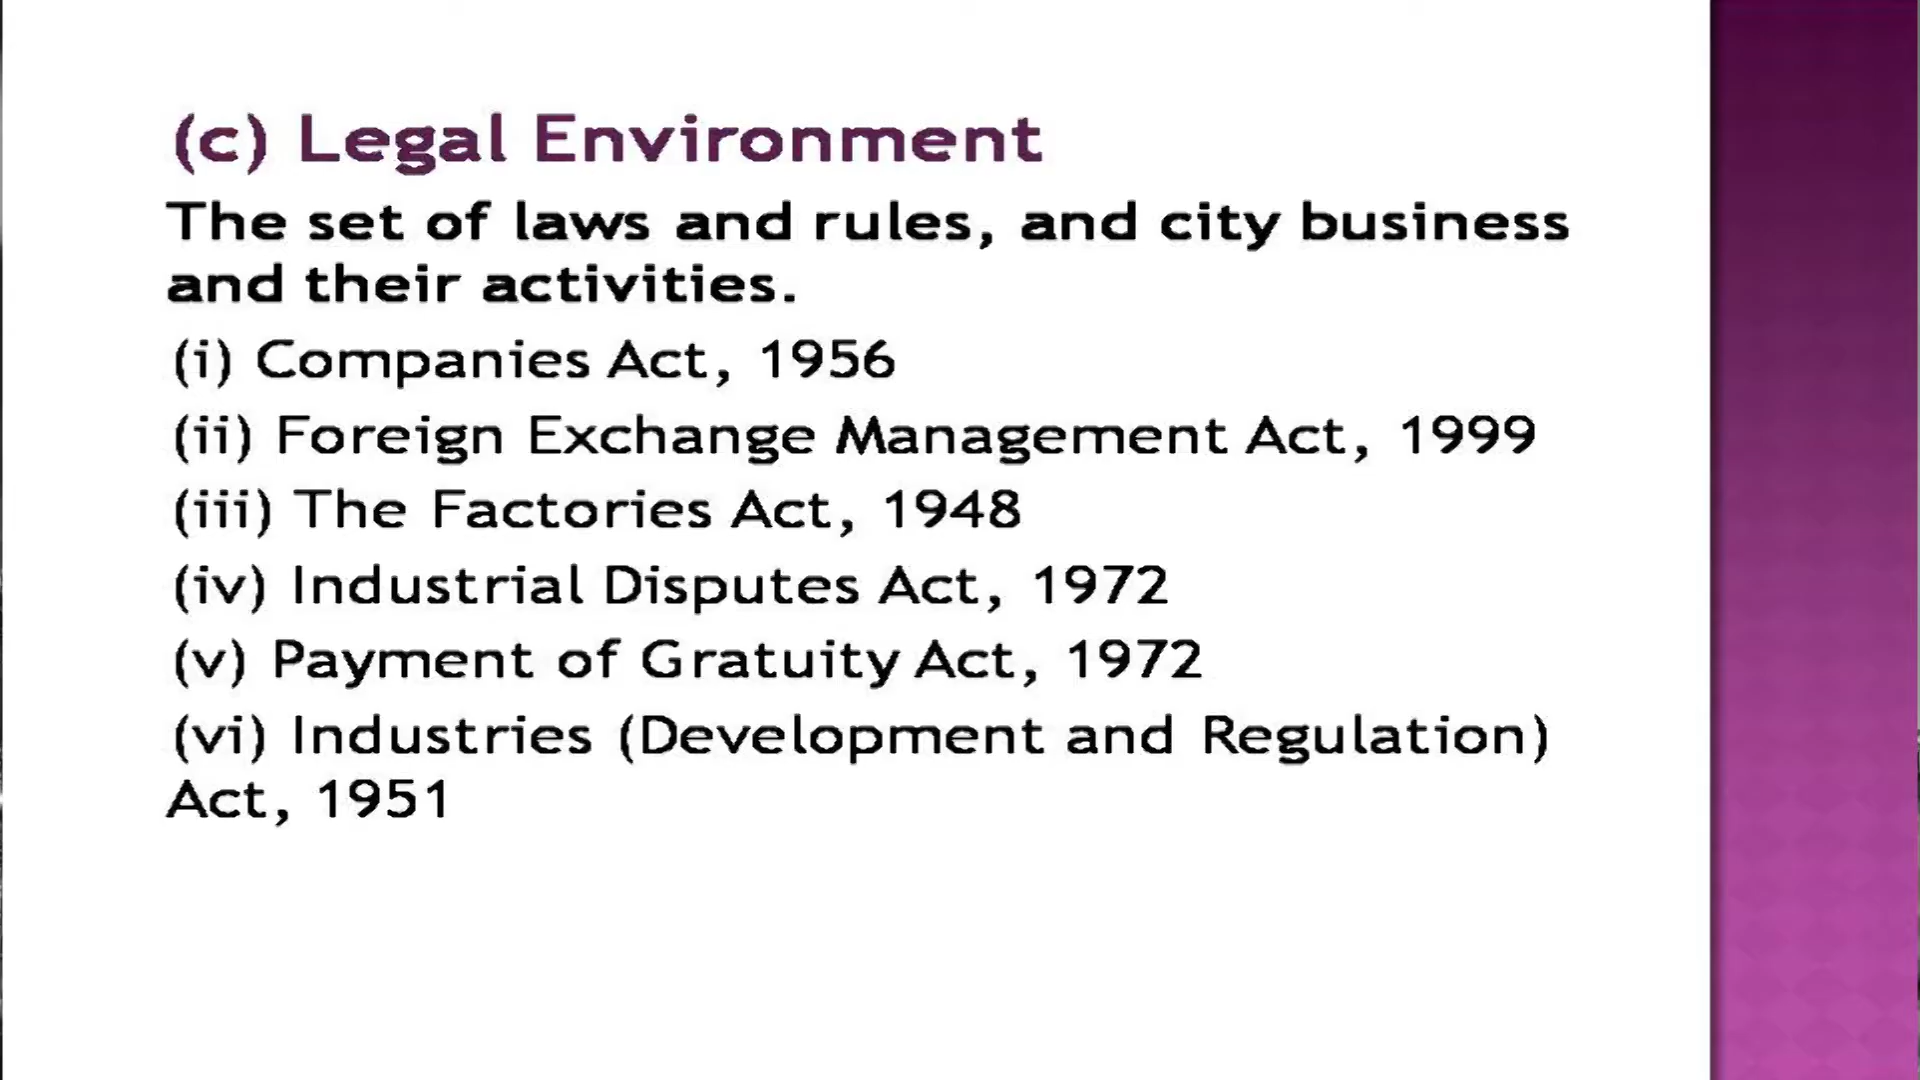 (c) Legal Environment
The set of laws and rules, and city business
and their activities.
(i) Companies Act, 1956
(ii) Foreign Exchange Management Act, 1999
(iii) The Factories Act, 1948
(iv) Industrial Disputes Act, 1972
(v) Payment of Gratuity Act, 1972
(vi) Industries (Development and Regulation)
Act, 1951